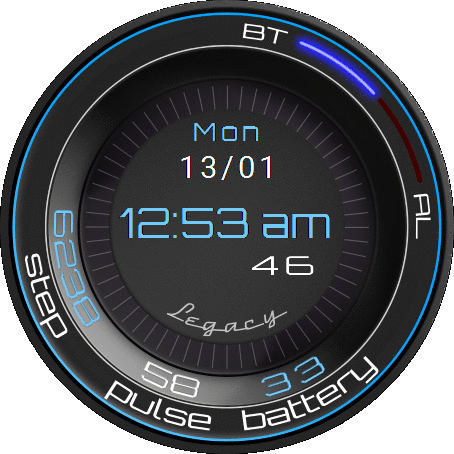 BT
AL
Mon
13/01
12:53 am
46
Legacy
6238
step
58
pulse
33
battery